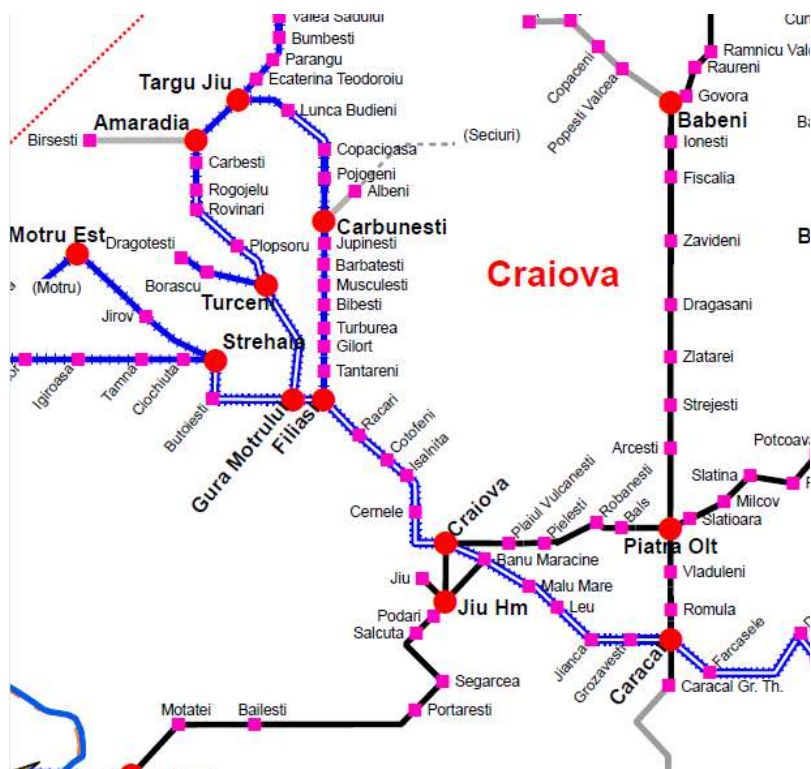 Valea Sadului
Bumbesti
Parangu
Ecaterina Teodoroiu
Targu Jiu
Lunca Budieni
Amaradia
Birsesti
Carbesti
Rogojelu
Rovinari
Copacioasa
Pojogeni
Albeni
(Seciuri)
Carbunesti
Motru Est
Dragotesti
Plopsoru
Jupinesti
Barbatesti
Borascu
Turceni
Musculesti
(Motru)
Bibesti
Jirov
Turburea
Strehaia
Gilort
Tantareni
Igiroasa
Tamna
Ciochiuta
Butoiesti
Gura Motrului
Filiasi
Racari
Cotofeni
Isalnita
Cernele
Craiova
Craiova
Plaiul Vulcanesti
Pielesti
Robanesti
Bals
Piatra Olt
Banu Maracine
Jiu
Jiu Hm
Malu Mare
Leu
Podari
Salcuta
Jianca
Grozavesti
Caracal
Farcasele
Caracal Gr. Th.
Segarcea
Portaresti
Motatei
Bailesti
Copaceni
Popesti Valcea
Ramnicu Valc
Raureni
Govora
Babeni
Ionesti
Fiscalia
Zavideni
Dragasani
Zlatarei
Strejesti
Arcesti
Potcoava
Slatina
Milcov
Slatioara
Vladuleni
Romula